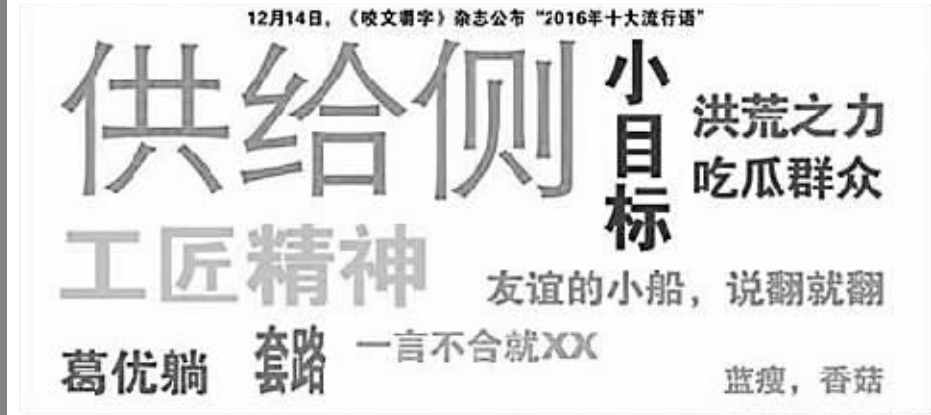 12月14日，《咬文嚼字》杂志公布“2016年十大流行语”
供给侧
小目标
洪荒之力
吃瓜群众
工匠精神
友谊的小船，说翻就翻
葛优躺
套路
一言不合就XX
蓝瘦，香菇